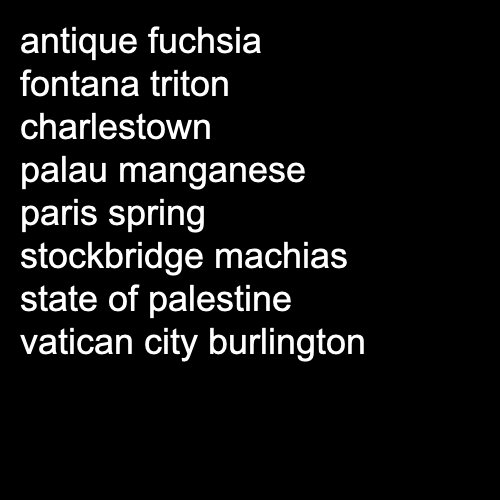 antique fuchsia
fontana triton
charlestown
palau manganese
paris spring
stockbridge machias
state of palestine
vatican city burlington